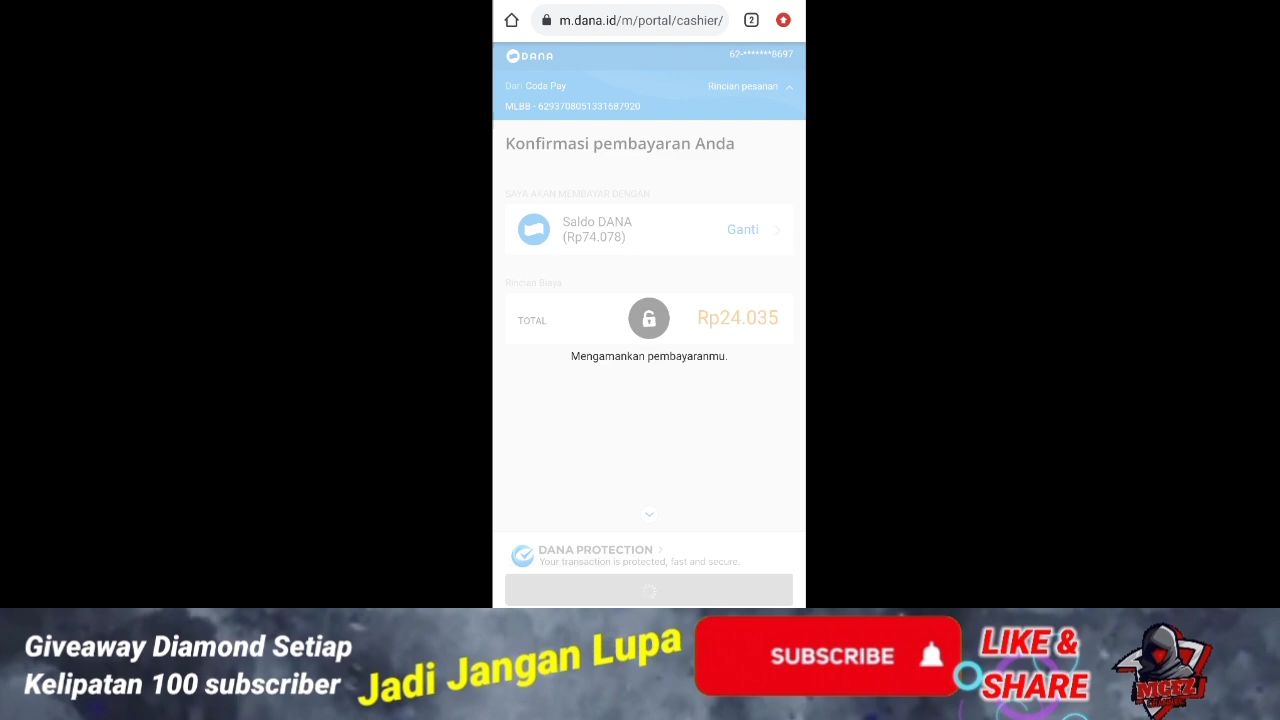 m.dana.id/m/portal/cashier/
2
DANA
62-*******8697
Dari Coda Pay
Rincian pesanan
MLBB - 6293708051331687920
Konfirmasi pembayaran Anda
SAYA AKAN MEMBAYAR DENGAN
Saldo DANA
(Rp74.078)
Ganti
Rincian Biaya
TOTAL
Rp24.035
Mengamankan pembayaranmu.
DANA PROTECTION
Your transaction is protected, fast and secure.
Giveaway Diamond Setiap
Kelipatan 100 subscriber
Jadi Jangan Lupa
SUBSCRIBE
LIKE &
SHARE